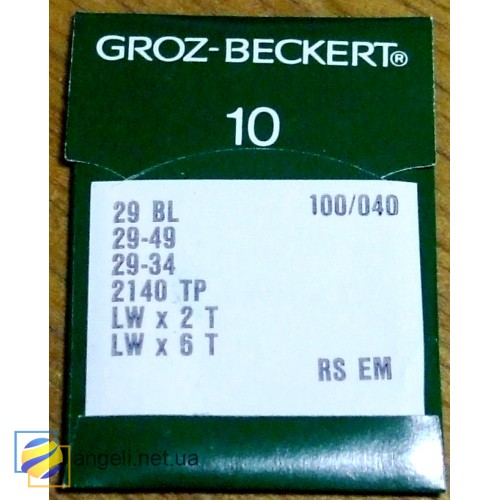 GROZ-BECKERT®
10
29 BL 100/040
29-49
29-34
2140 TP
LW x 2 T
LW x 6 T
RS EM
angeli.net.ua